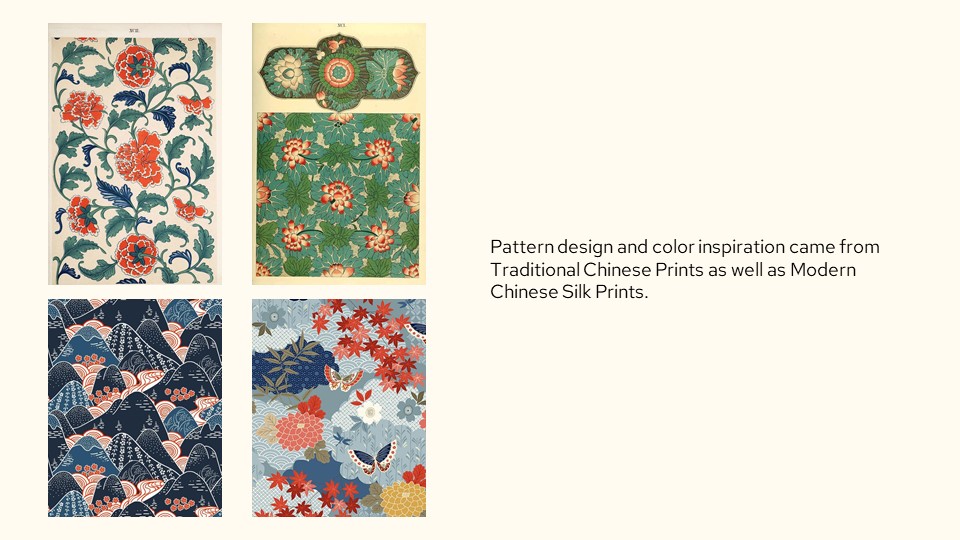 Pattern design and color inspiration came from
Traditional Chinese Prints as well as Modern
Chinese Silk Prints.